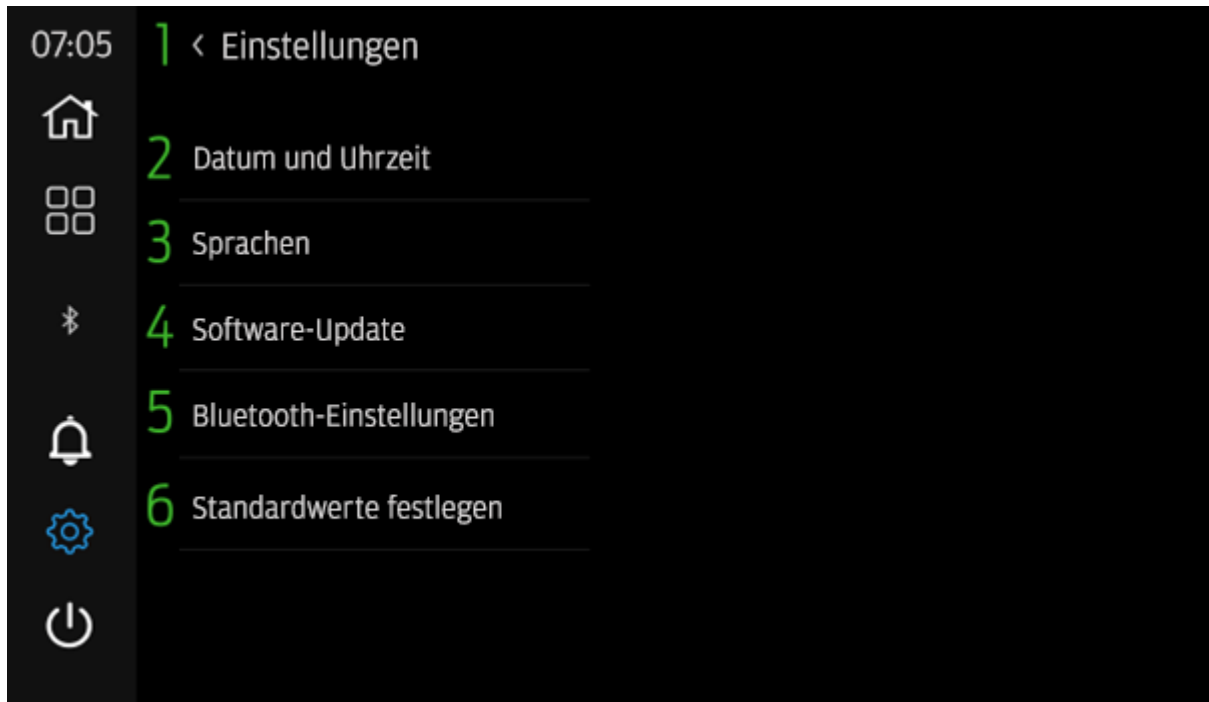 07:05
1 < Einstellungen
2 Datum und Uhrzeit
3 Sprachen
4 Software-Update
5 Bluetooth-Einstellungen
6 Standardwerte festlegen